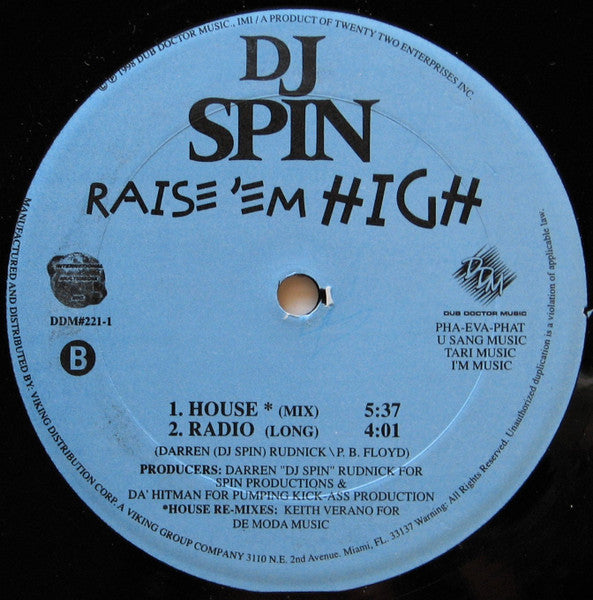 ℗ © 1998 DUB DOCTOR MUSIC., IMI / A PRODUCT OF TWENTY TWO ENTERPRISES INC.
DJ
SPIN
RAISE 'EM HIGH
DDM
DUB DOCTOR MUSIC
DDM#221-1
PHA-EVA-PHAT
U SANG MUSIC
TARI MUSIC
I'M MUSIC
B
1. HOUSE * (MIX) 5:37
2. RADIO (LONG) 4:01
(DARREN (DJ SPIN) RUDNICK \ P. B. FLOYD)
PRODUCERS: DARREN "DJ SPIN" RUDNICK FOR
SPIN PRODUCTIONS &
DA' HITMAN FOR PUMPING KICK-ASS PRODUCTION
*HOUSE RE-MIXES: KEITH VERANO FOR
DE MODA MUSIC
MANUFACTURED AND DISTRIBUTED BY: VIKING DISTRIBUTION CORP. A VIKING GROUP COMPANY 3110 N.E. 2nd Avenue. Miami, FL. 33137 Warning: All Rights Reserved. Unauthorized duplication is a violation of applicable law.